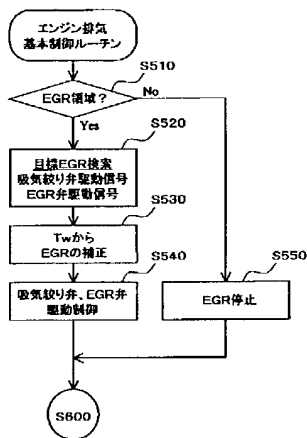 エンジン排気
基本制御ルーチン
S510
EGR領域？
No
Yes
S520
目標EGR検索
吸気絞り弁駆動信号
EGR弁駆動信号
S530
Twから
EGRの補正
S540
吸気絞り弁、EGR弁
駆動制御
S550
EGR停止
S600